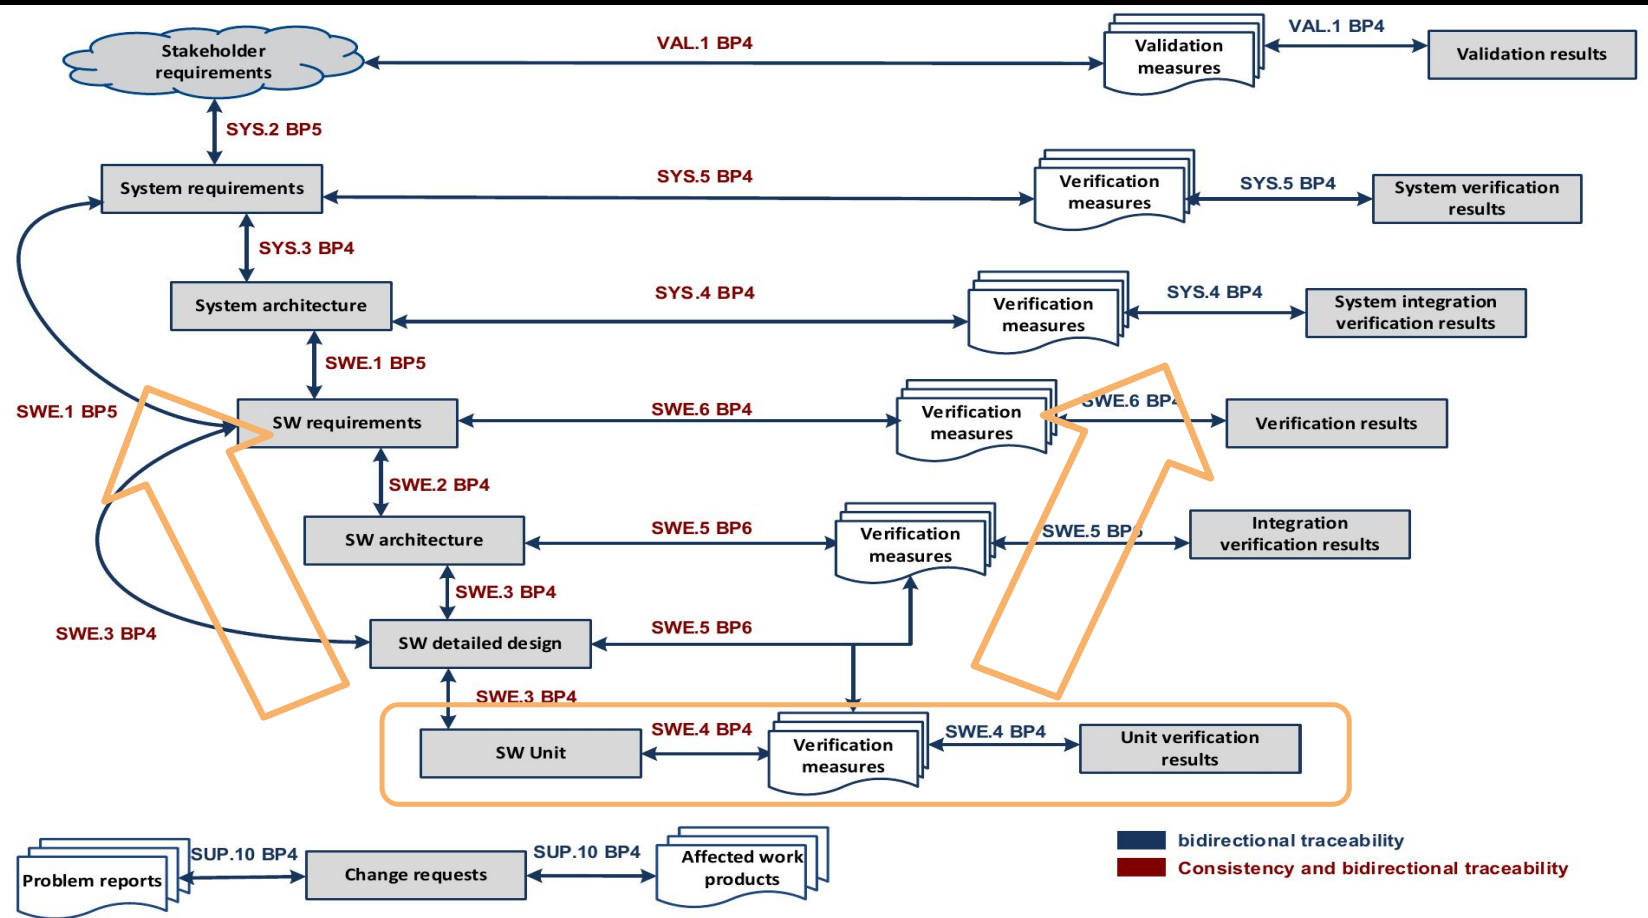 Stakeholder
requirements
VAL.1 BP4
Validation
measures
VAL.1 BP4
Validation results
SYS.2 BP5
System requirements
SYS.5 BP4
Verification
measures
SYS.5 BP4
System verification
results
SYS.3 BP4
System architecture
SYS.4 BP4
Verification
measures
SYS.4 BP4
System integration
verification results
SWE.1 BP5
SWE.1 BP5
SW requirements
SWE.6 BP4
Verification
measures
SWE.6 BP4
Verification results
SWE.2 BP4
SW architecture
SWE.5 BP6
Verification
measures
SWE.5 BP6
Integration
verification results
SWE.3 BP4
SWE.3 BP4
SW detailed design
SWE.5 BP6
SWE.3 BP4
SW Unit
SWE.4 BP4
Verification
measures
SWE.4 BP4
Unit verification
results
Problem reports
SUP.10 BP4
Change requests
SUP.10 BP4
Affected work
products
bidirectional traceability
Consistency and bidirectional traceability